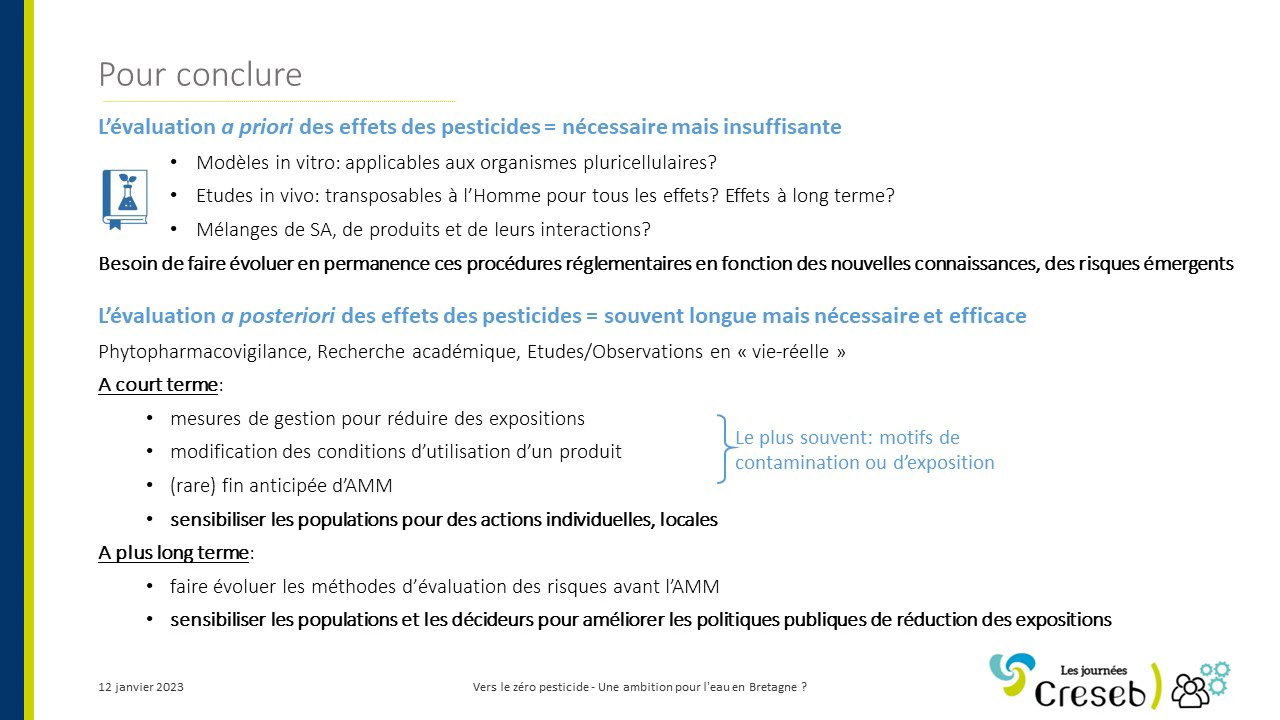 Pour conclure
L’évaluation a priori des effets des pesticides = nécessaire mais insuffisante
• Modèles in vitro: applicables aux organismes pluricellulaires?
• Etudes in vivo: transposables à l’Homme pour tous les effets? Effets à long terme?
• Mélanges de SA, de produits et de leurs interactions?
Besoin de faire évoluer en permanence ces procédures réglementaires en fonction des nouvelles connaissances, des risques émergents
L’évaluation a posteriori des effets des pesticides = souvent longue mais nécessaire et efficace
Phytopharmacovigilance, Recherche académique, Etudes/Observations en « vie-réelle »
A court terme:
• mesures de gestion pour réduire des expositions
• modification des conditions d’utilisation d’un produit
• (rare) fin anticipée d’AMM
Le plus souvent: motifs de
contamination ou d’exposition
• sensibiliser les populations pour des actions individuelles, locales
A plus long terme:
• faire évoluer les méthodes d’évaluation des risques avant l’AMM
• sensibiliser les populations et les décideurs pour améliorer les politiques publiques de réduction des expositions
12 janvier 2023
Vers le zéro pesticide - Une ambition pour l'eau en Bretagne ?
Les journées
Creseb